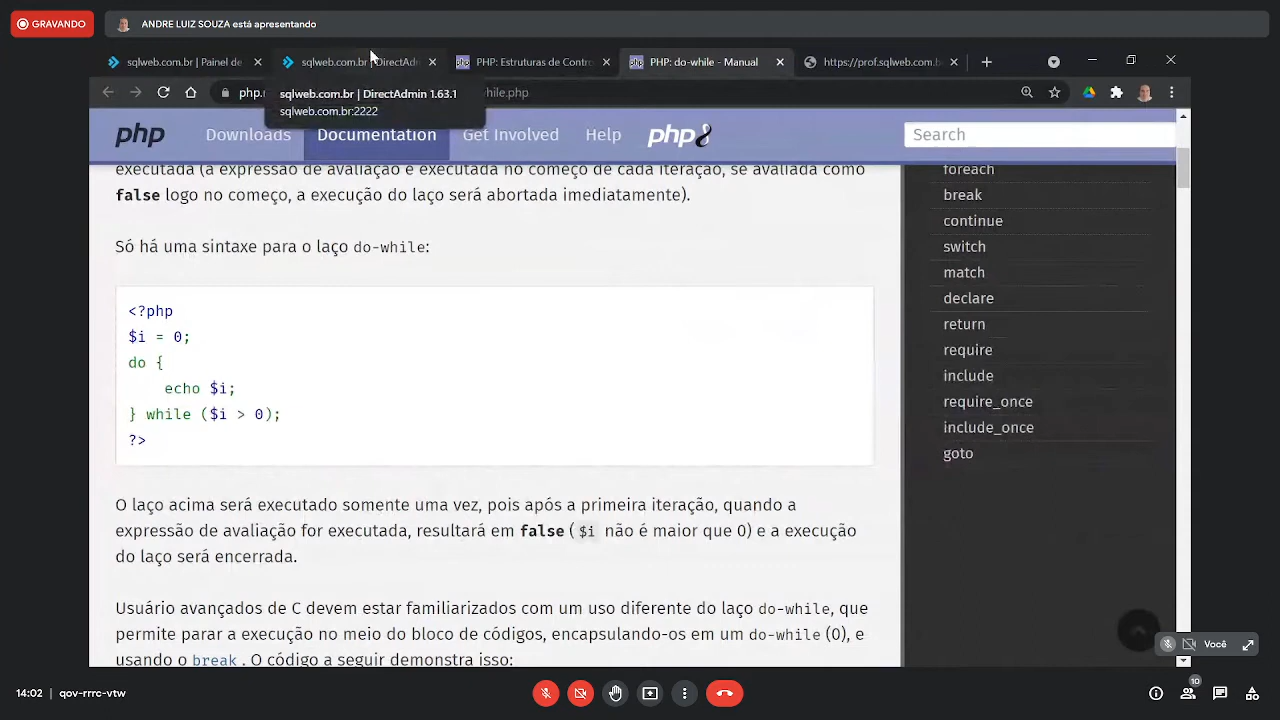 GRAVANDO
ANDRE LUIZ SOUZA está apresentando
sqlweb.com.br | Painel de
sqlweb.com.br | DirectAdm
PHP: Estruturas de Contro
PHP: do-while - Manual
https://prof.sqlweb.com.b
php.
hile.php
sqlweb.com.br | DirectAdmin 1.63.1
sqlweb.com.br:2222
php
Downloads
Documentation
Get Involved
Help
php8
Search
executada (a expressão de avaliação é executada no começo de cada iteração, se avaliada como
false logo no começo, a execução do laço será abortada imediatamente).
Só há uma sintaxe para o laço do-while:
<?php
$i = 0;
do {
    echo $i;
} while ($i > 0);
?>
O laço acima será executado somente uma vez, pois após a primeira iteração, quando a
expressão de avaliação for executada, resultará em false ( $i não é maior que 0) e a execução
do laço será encerrada.
Usuário avançados de C devem estar familiarizados com um uso diferente do laço do-while, que
permite parar a execução no meio do bloco de códigos, encapsulando-os em um do-while (0), e
usando o break . O código a seguir demonstra isso:
foreach
break
continue
switch
match
declare
return
require
include
require_once
include_once
goto
Você
14:02
qov-rrrc-vtw
10